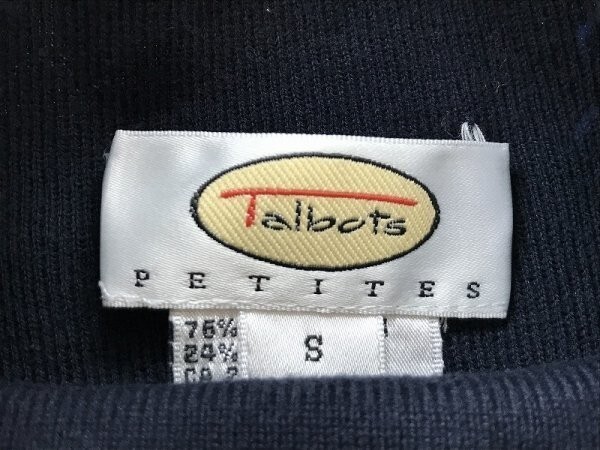 Talbots
PETITES
76%
24%
S